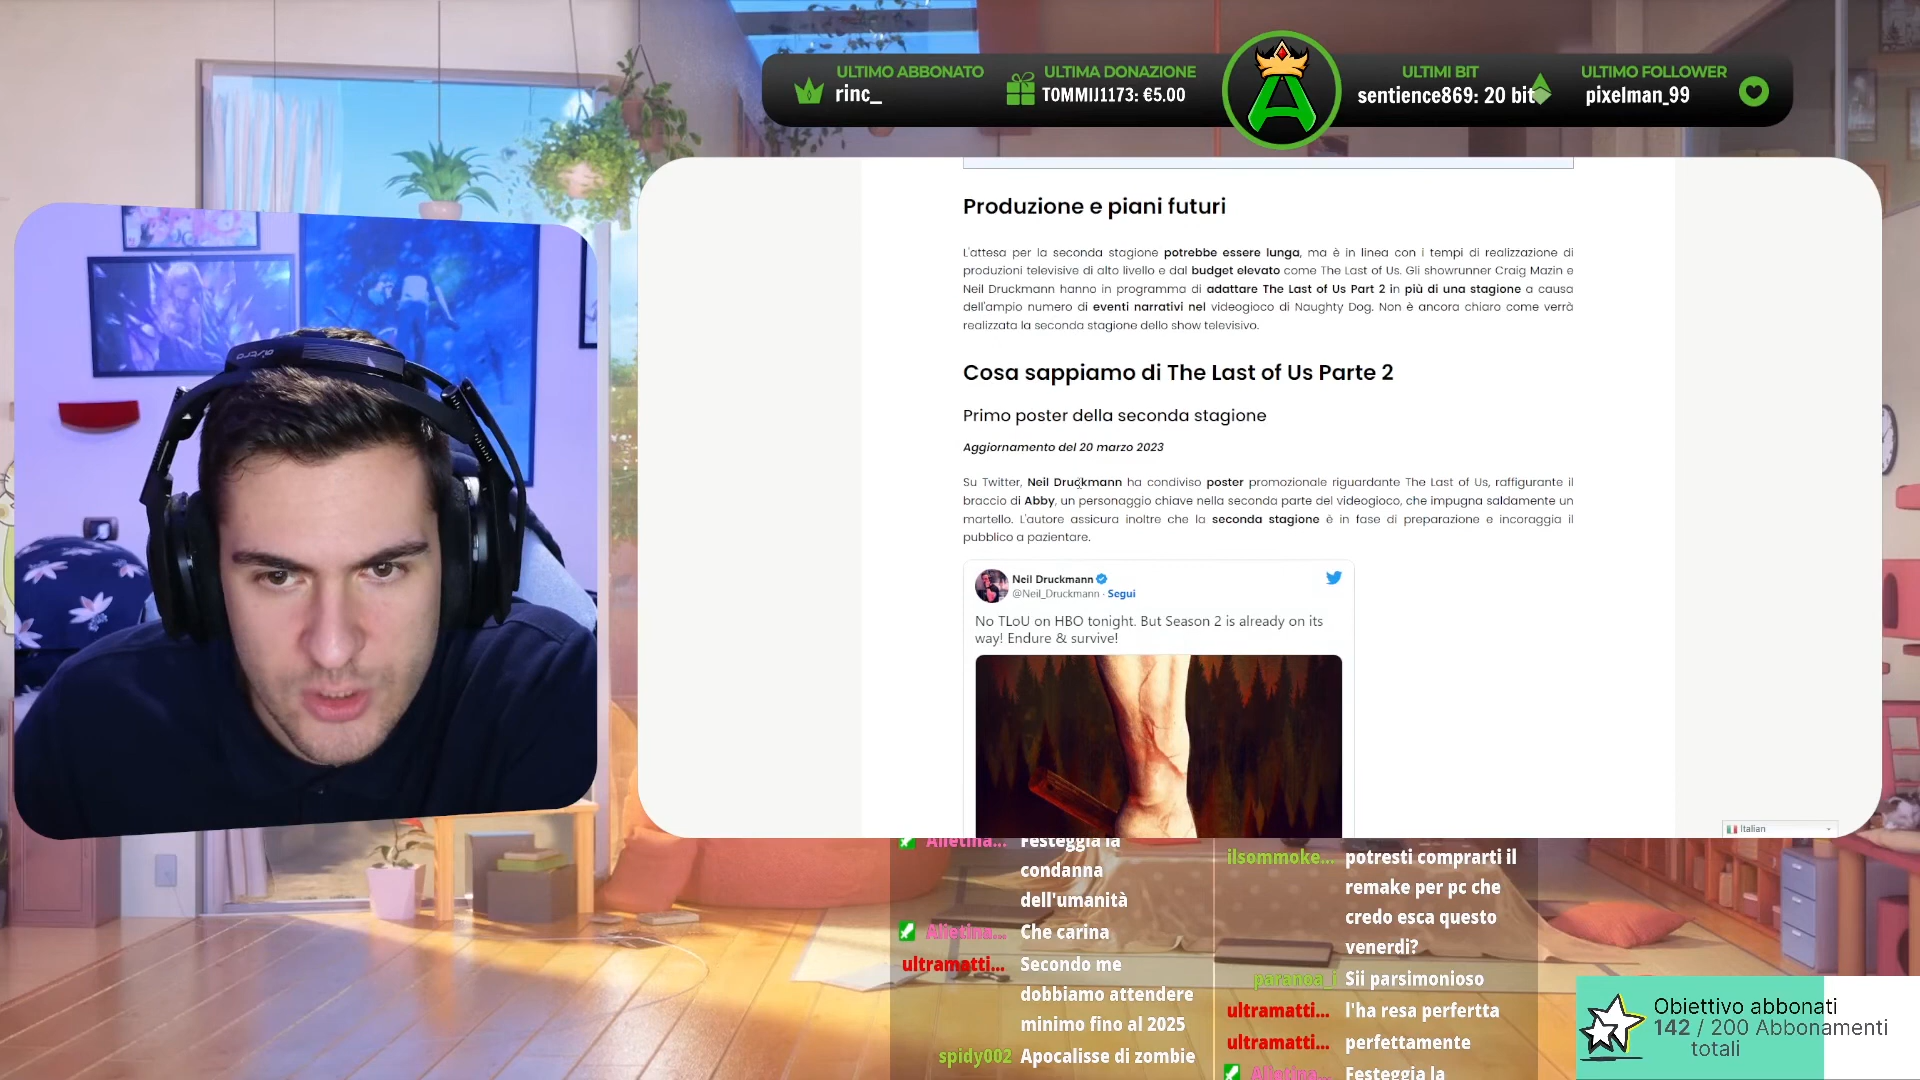 ULTIMO ABBONATO
rinc_
ULTIMA DONAZIONE
TOMMIJ1173: €5.00
A
ULTIMI BIT
sentience869: 20 bit
ULTIMO FOLLOWER
pixelman_99
astro
Produzione e piani futuri
L'attesa per la seconda stagione potrebbe essere lunga, ma è in linea con i tempi di realizzazione di
produzioni televisive di alto livello e dal budget elevato come The Last of Us. Gli showrunner Craig Mazin e
Neil Druckmann hanno in programma di adattare The Last of Us Part 2 in più di una stagione a causa
dell'ampio numero di eventi narrativi nel videogioco di Naughty Dog. Non è ancora chiaro come verrà
realizzata la seconda stagione dello show televisivo.
Cosa sappiamo di The Last of Us Parte 2
Primo poster della seconda stagione
Aggiornamento del 20 marzo 2023
Su Twitter, Neil Druckmann ha condiviso poster promozionale riguardante The Last of Us, raffigurante il
braccio di Abby, un personaggio chiave nella seconda parte del videogioco, che impugna saldamente un
martello. L'autore assicura inoltre che la seconda stagione è in fase di preparazione e incoraggia il
pubblico a pazientare.
Neil Druckmann
@Neil_Druckmann · Segui
No TLoU on HBO tonight. But Season 2 is already on its
way! Endure & survive!
Italian
Alietina... Festeggia la
condanna
dell'umanità
Alietina... Che carina
ultramatti... Secondo me
dobbiamo attendere
minimo fino al 2025
spidy002 Apocalisse di zombie
ilsommoke... potresti comprarti il
remake per pc che
credo esca questo
venerdi?
paranoa_i Sii parsimonioso
ultramatti... l'ha resa perfertta
ultramatti... perfettamente
Alietina... Festeggia la
Obiettivo abbonati
142 / 200 Abbonamenti
totali